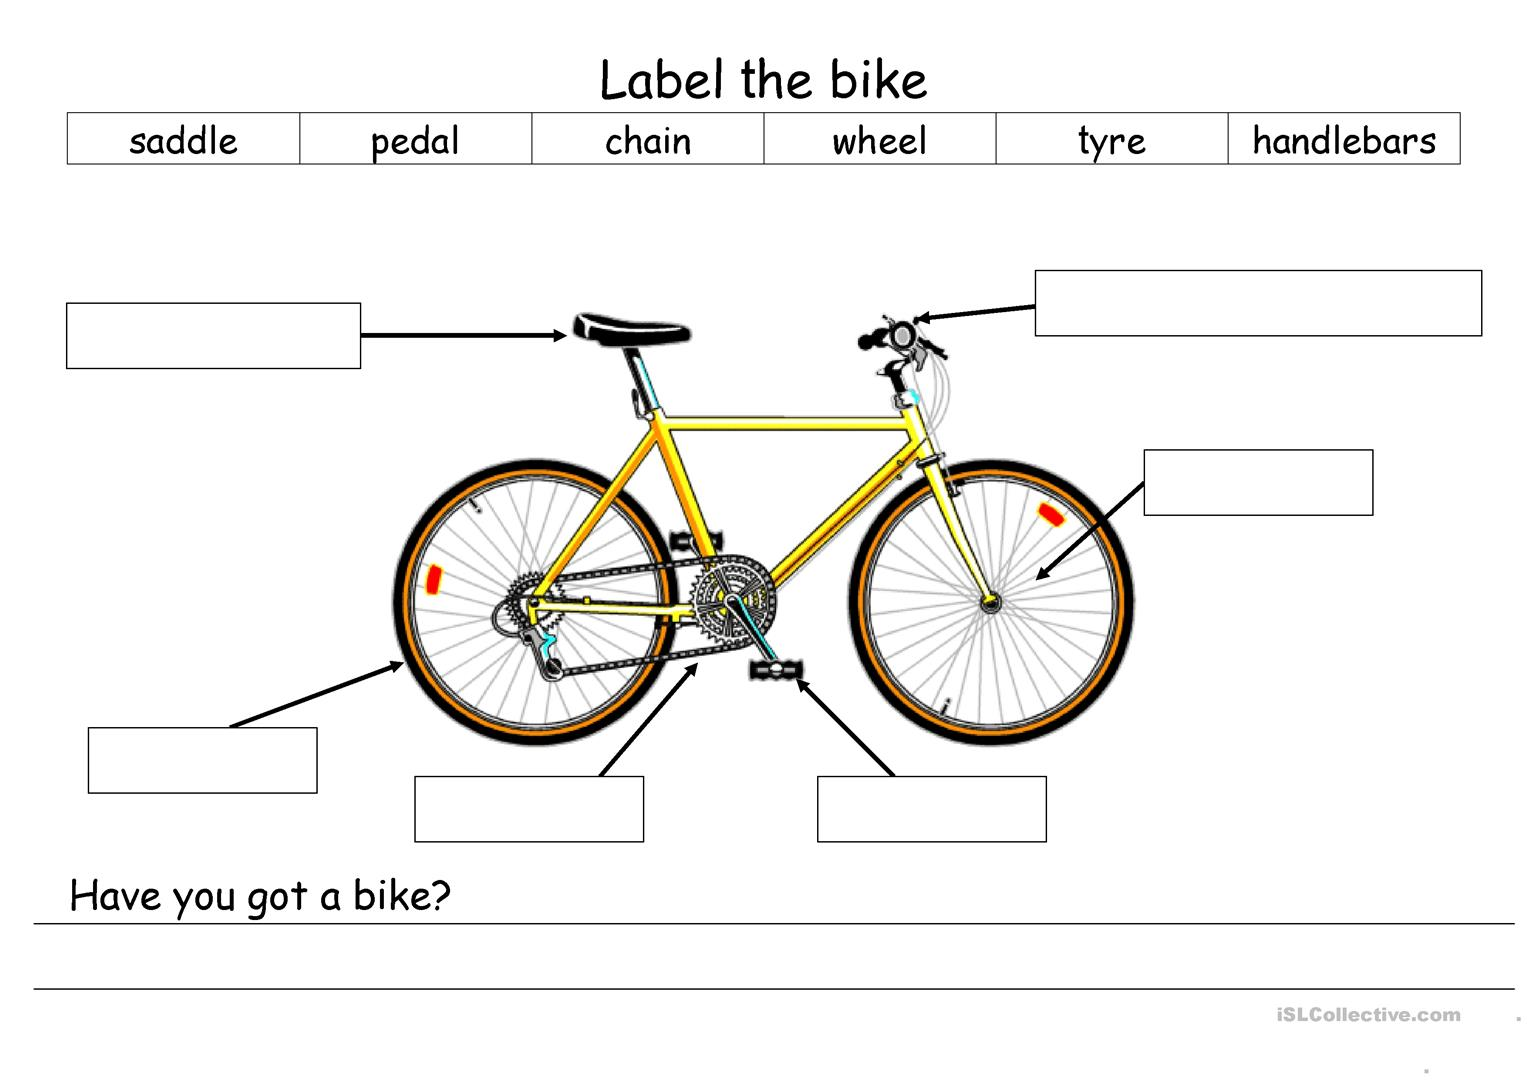 Label the bike
saddle pedal chain wheel tyre handlebars
Have you got a bike?
iSLCollective.com